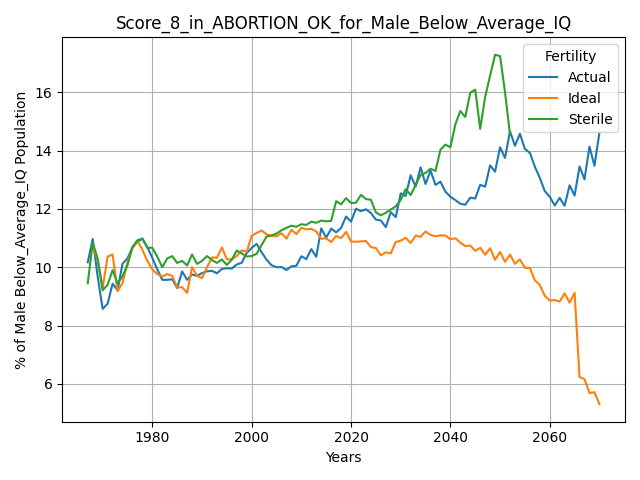 Score_8_in_ABORTION_OK_for_Male_Below_Average_IQ
% of Male Below_Average_IQ Population
16
14
12
10
8
6
Fertility
Actual
Ideal
Sterile
1980 2000 2020 2040 2060
Years